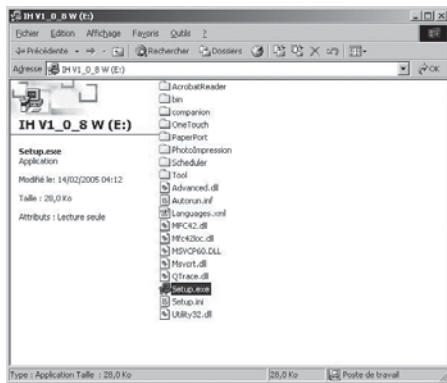 IH V1_0_8 W (E:)
Fichier Edition Affichage Favoris Outils ?
Précédente Rechercher Dossiers
Adresse IH V1_0_8 W (E:) OK
IH V1_0_8 W (E:)
Setup.exe
Application
Modifié le: 14/02/2005 04:12
Taille : 28,0 Ko
Attributs : Lecture seule
AcrobatReader
bin
companion
OneTouch
PaperPort
PhotoImpression
Scheduler
Tool
Advanced.dll
Autorun.inf
Languages.xml
MFC42.dll
Mfc42loc.dll
MSVCP60.DLL
Msvcrt.dll
QTrace.dll
Setup.exe
Setup.ini
Utility32.dll
Type : Application Taille : 28,0 Ko 28,0 Ko Poste de travail